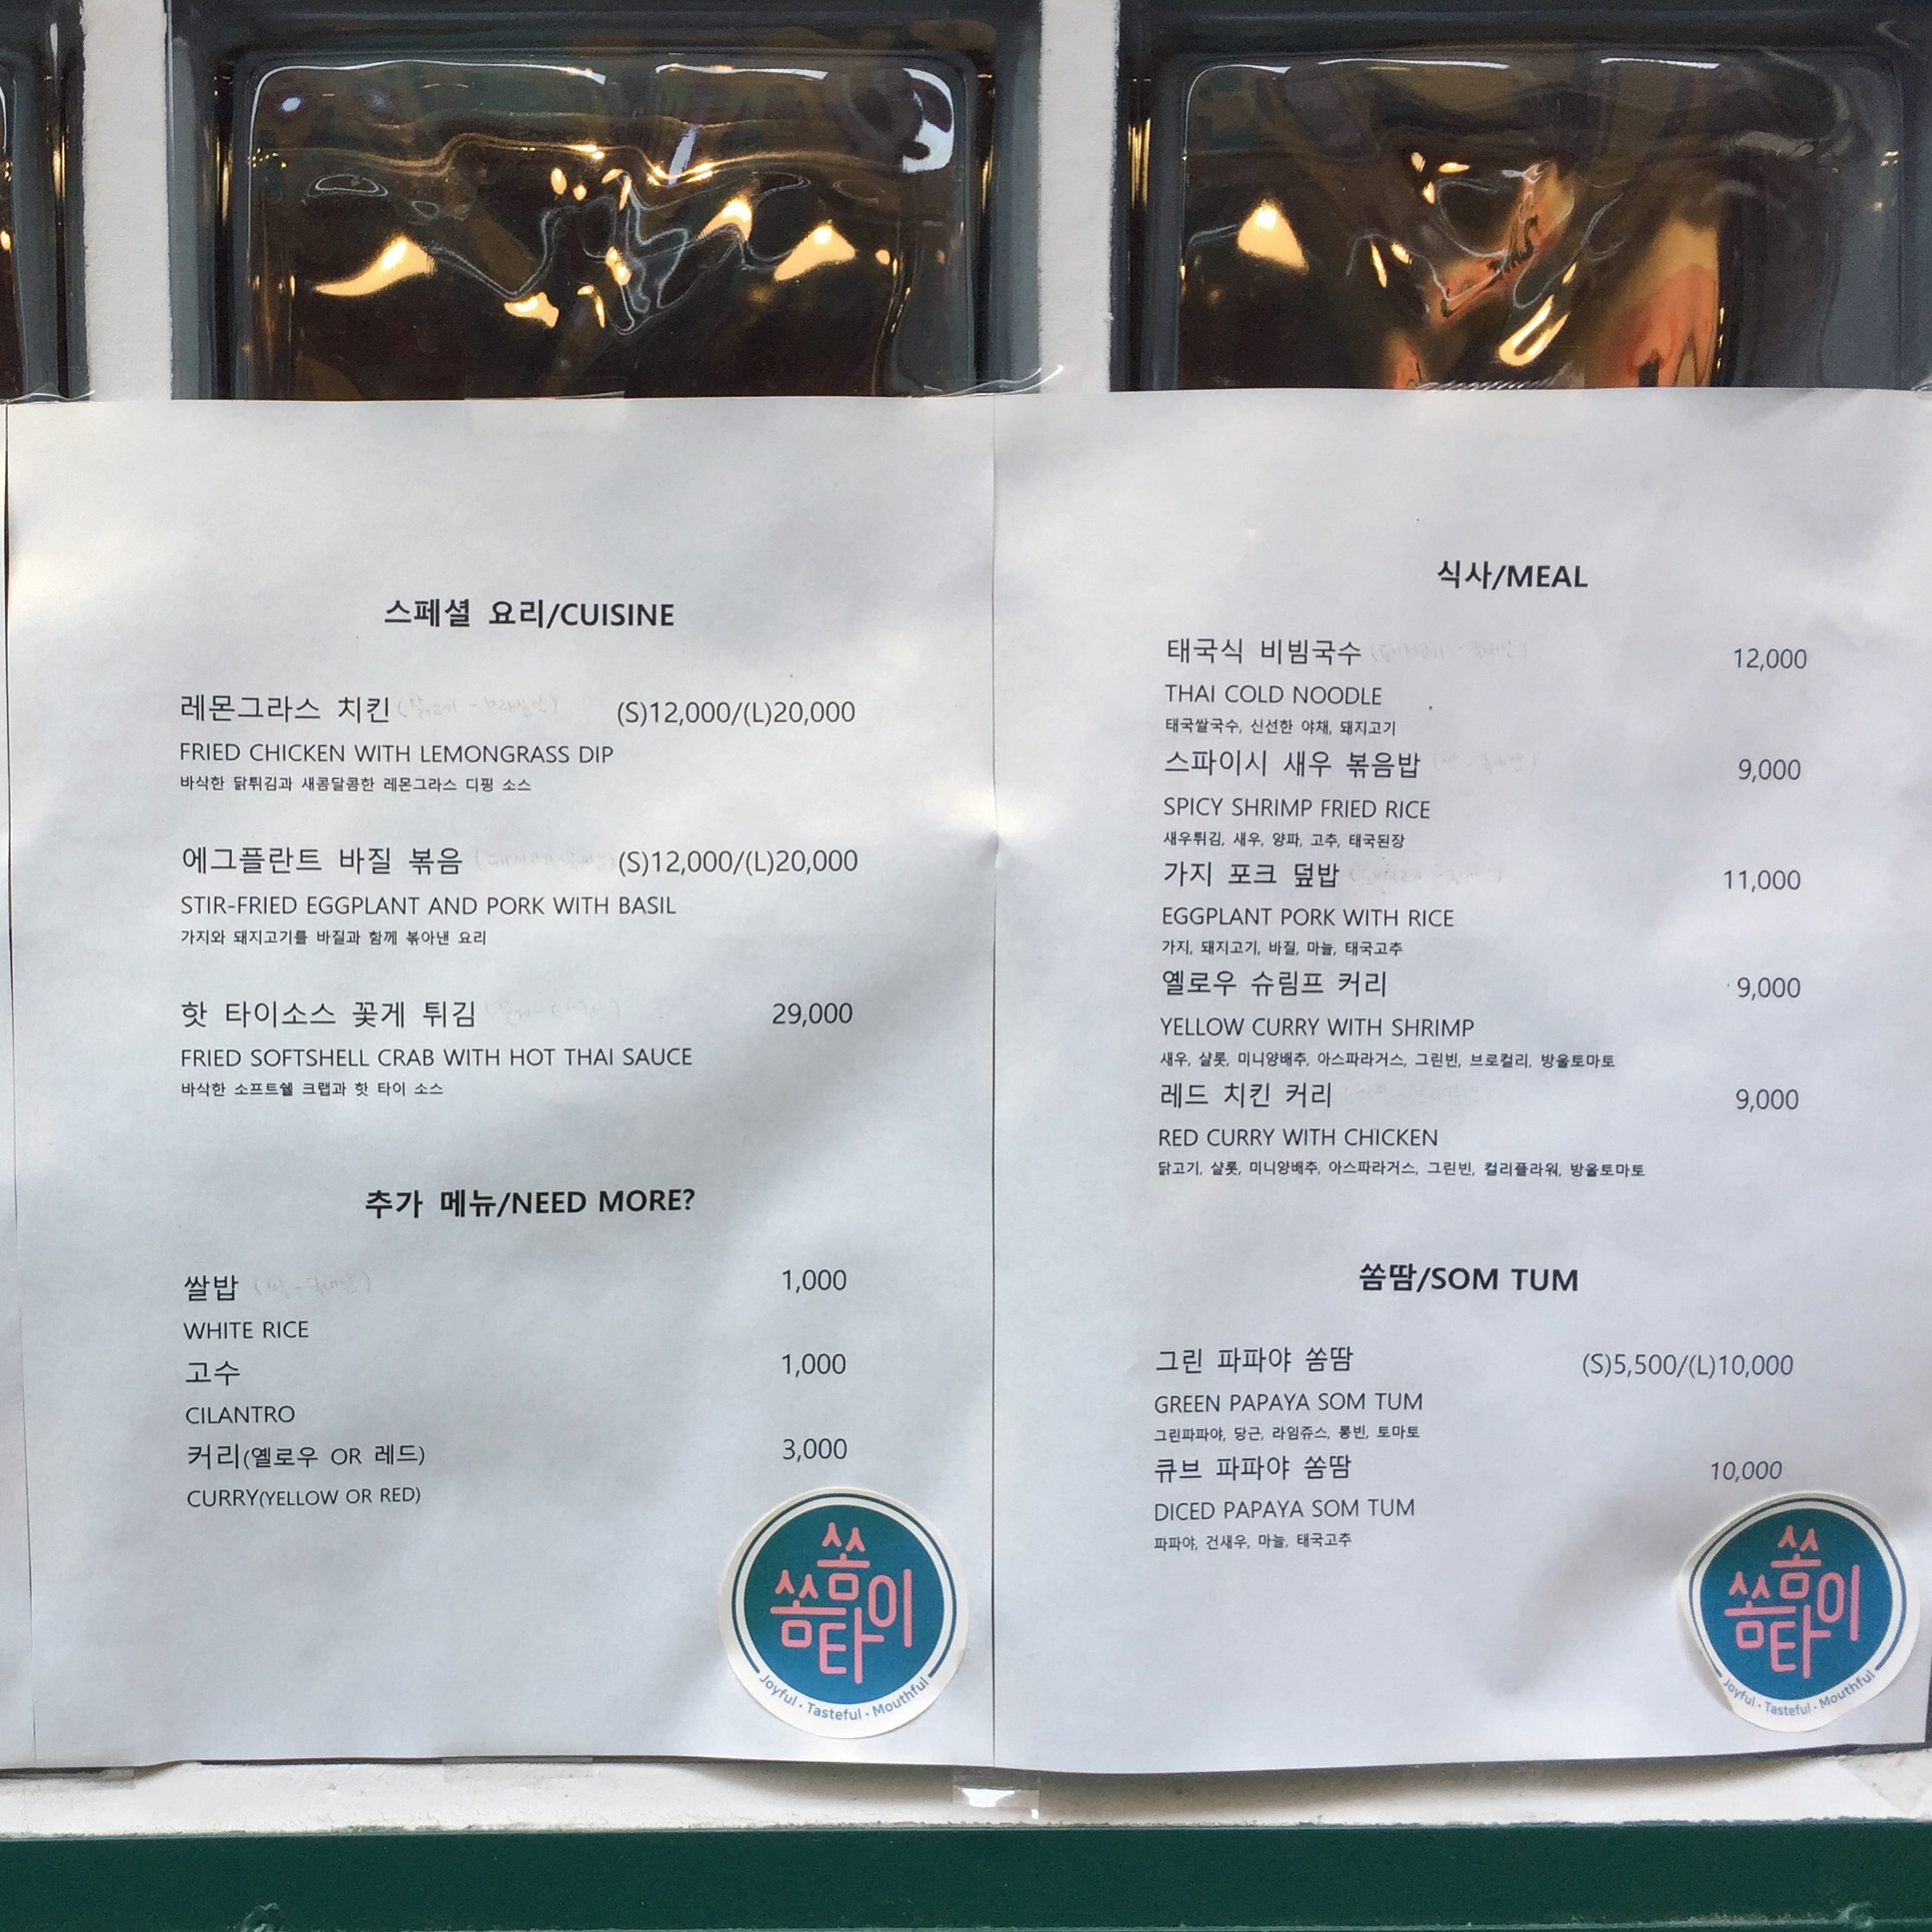 스페셜 요리/CUISINE
레몬그라스 치킨 (S)12,000/(L)20,000
FRIED CHICKEN WITH LEMONGRASS DIP
바삭한 닭튀김과 새콤달콤한 레몬그라스 디핑 소스
에그플란트 바질 볶음 (S)12,000/(L)20,000
STIR-FRIED EGGPLANT AND PORK WITH BASIL
가지와 돼지고기를 바질과 함께 볶아낸 요리
핫 타이소스 꽃게 튀김 29,000
FRIED SOFTSHELL CRAB WITH HOT THAI SAUCE
바삭한 소프트쉘 크랩과 핫 타이 소스
추가 메뉴/NEED MORE?
쌀밥 1,000
WHITE RICE
고수 1,000
CILANTRO
커리(옐로우 OR 레드) 3,000
CURRY(YELLOW OR RED)
쏨
쏨타이
Joyful · Tasteful · Mouthful
식사/MEAL
태국식 비빔국수 12,000
THAI COLD NOODLE
태국쌀국수, 신선한 야채, 돼지고기
스파이시 새우 볶음밥 9,000
SPICY SHRIMP FRIED RICE
새우튀김, 새우, 양파, 고추, 태국된장
가지 포크 덮밥 11,000
EGGPLANT PORK WITH RICE
가지, 돼지고기, 바질, 마늘, 태국고추
옐로우 슈림프 커리 9,000
YELLOW CURRY WITH SHRIMP
새우, 샬롯, 미니양배추, 아스파라거스, 그린빈, 브로컬리, 방울토마토
레드 치킨 커리 9,000
RED CURRY WITH CHICKEN
닭고기, 샬롯, 미니양배추, 아스파라거스, 그린빈, 컬리플라워, 방울토마토
쏨땀/SOM TUM
그린 파파야 쏨땀 (S)5,500/(L)10,000
GREEN PAPAYA SOM TUM
그린파파야, 당근, 라임쥬스, 롱빈, 토마토
큐브 파파야 쏨땀 10,000
DICED PAPAYA SOM TUM
파파야, 건새우, 마늘, 태국고추
쏨
쏨타이
Joyful · Tasteful · Mouthful